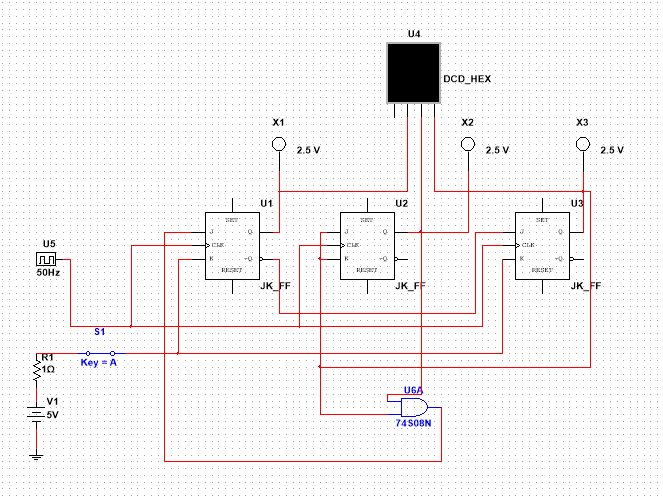 U4
DCD_HEX
X1
2.5 V
X2
2.5 V
X3
2.5 V
U1
SET
J
Q
CLK
K
~Q
RESET
JK_FF
U2
SET
J
Q
CLK
K
~Q
RESET
JK_FF
U3
SET
J
Q
CLK
K
~Q
RESET
JK_FF
U5
50Hz
S1
Key = A
R1
1Ω
V1
5V
U6A
74S08N